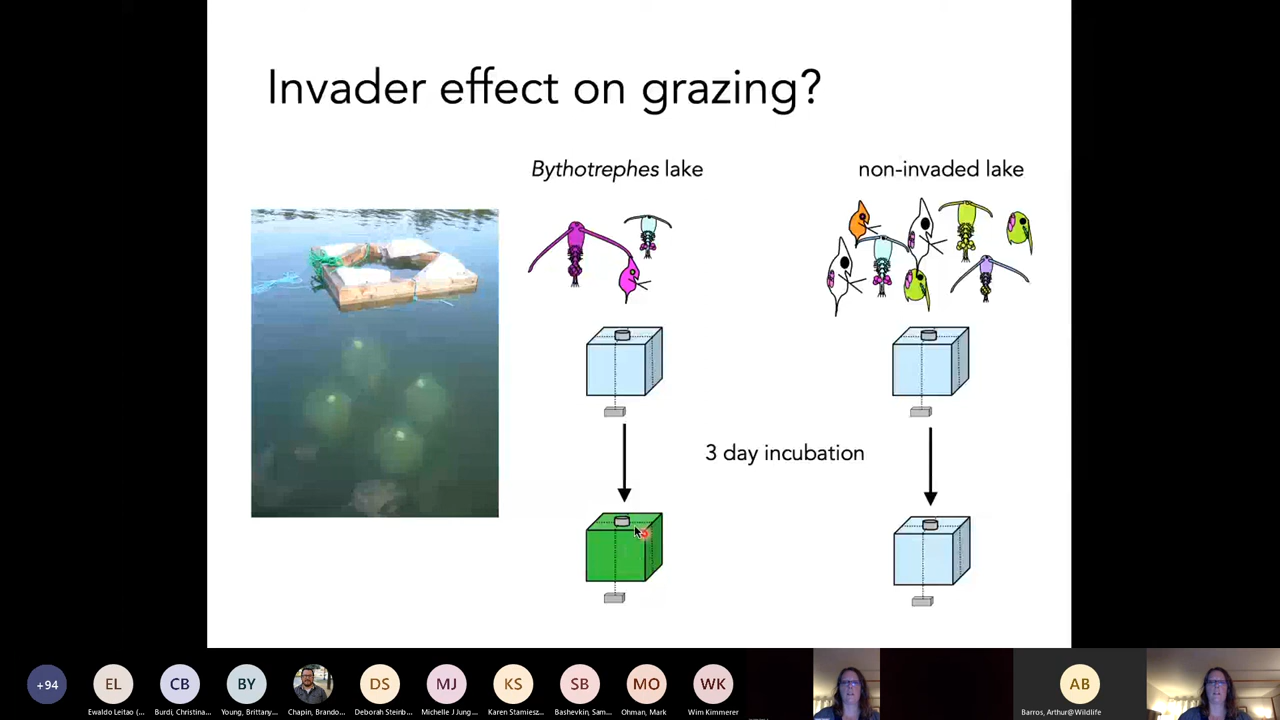 Invader effect on grazing?
Bythotrephes lake
non-invaded lake
3 day incubation
+94
EL
CB
BY
DS
MJ
KS
SB
MO
WK
AB
Ewaldo Leitao (...
Burdi, Christina...
Young, Brittany...
Chapin, Brando...
Deborah Steinb...
Michelle J Jung...
Karen Stamiesz...
Bashevkin, Sam...
Ohman, Mark
Wim Kimmerer
Barros, Arthur@Wildlife